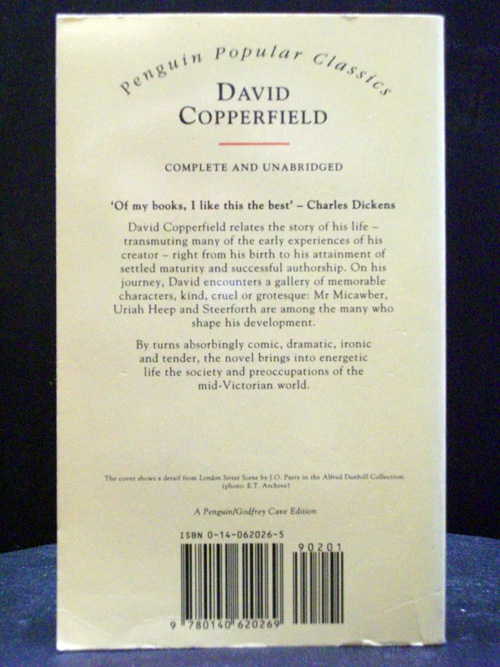 Penguin Popular Classics
DAVID
COPPERFIELD
COMPLETE AND UNABRIDGED
'Of my books, I like this the best' – Charles Dickens
David Copperfield relates the story of his life –
transmuting many of the early experiences of his
creator – right from his birth to his attainment of
settled maturity and successful authorship. On his
journey, David encounters a gallery of memorable
characters, kind, cruel or grotesque: Mr Micawber,
Uriah Heep and Steerforth are among the many who
shape his development.
By turns absorbingly comic, dramatic, ironic
and tender, the novel brings into energetic
life the society and preoccupations of the
mid-Victorian world.
The cover shows a detail from London Street Scene by J.O. Parry in the Alfred Dunhill Collection
(photo: E.T. Archive)
A Penguin/Godfrey Cave Edition
ISBN 0-14-062026-5
90201
9 780140 620269